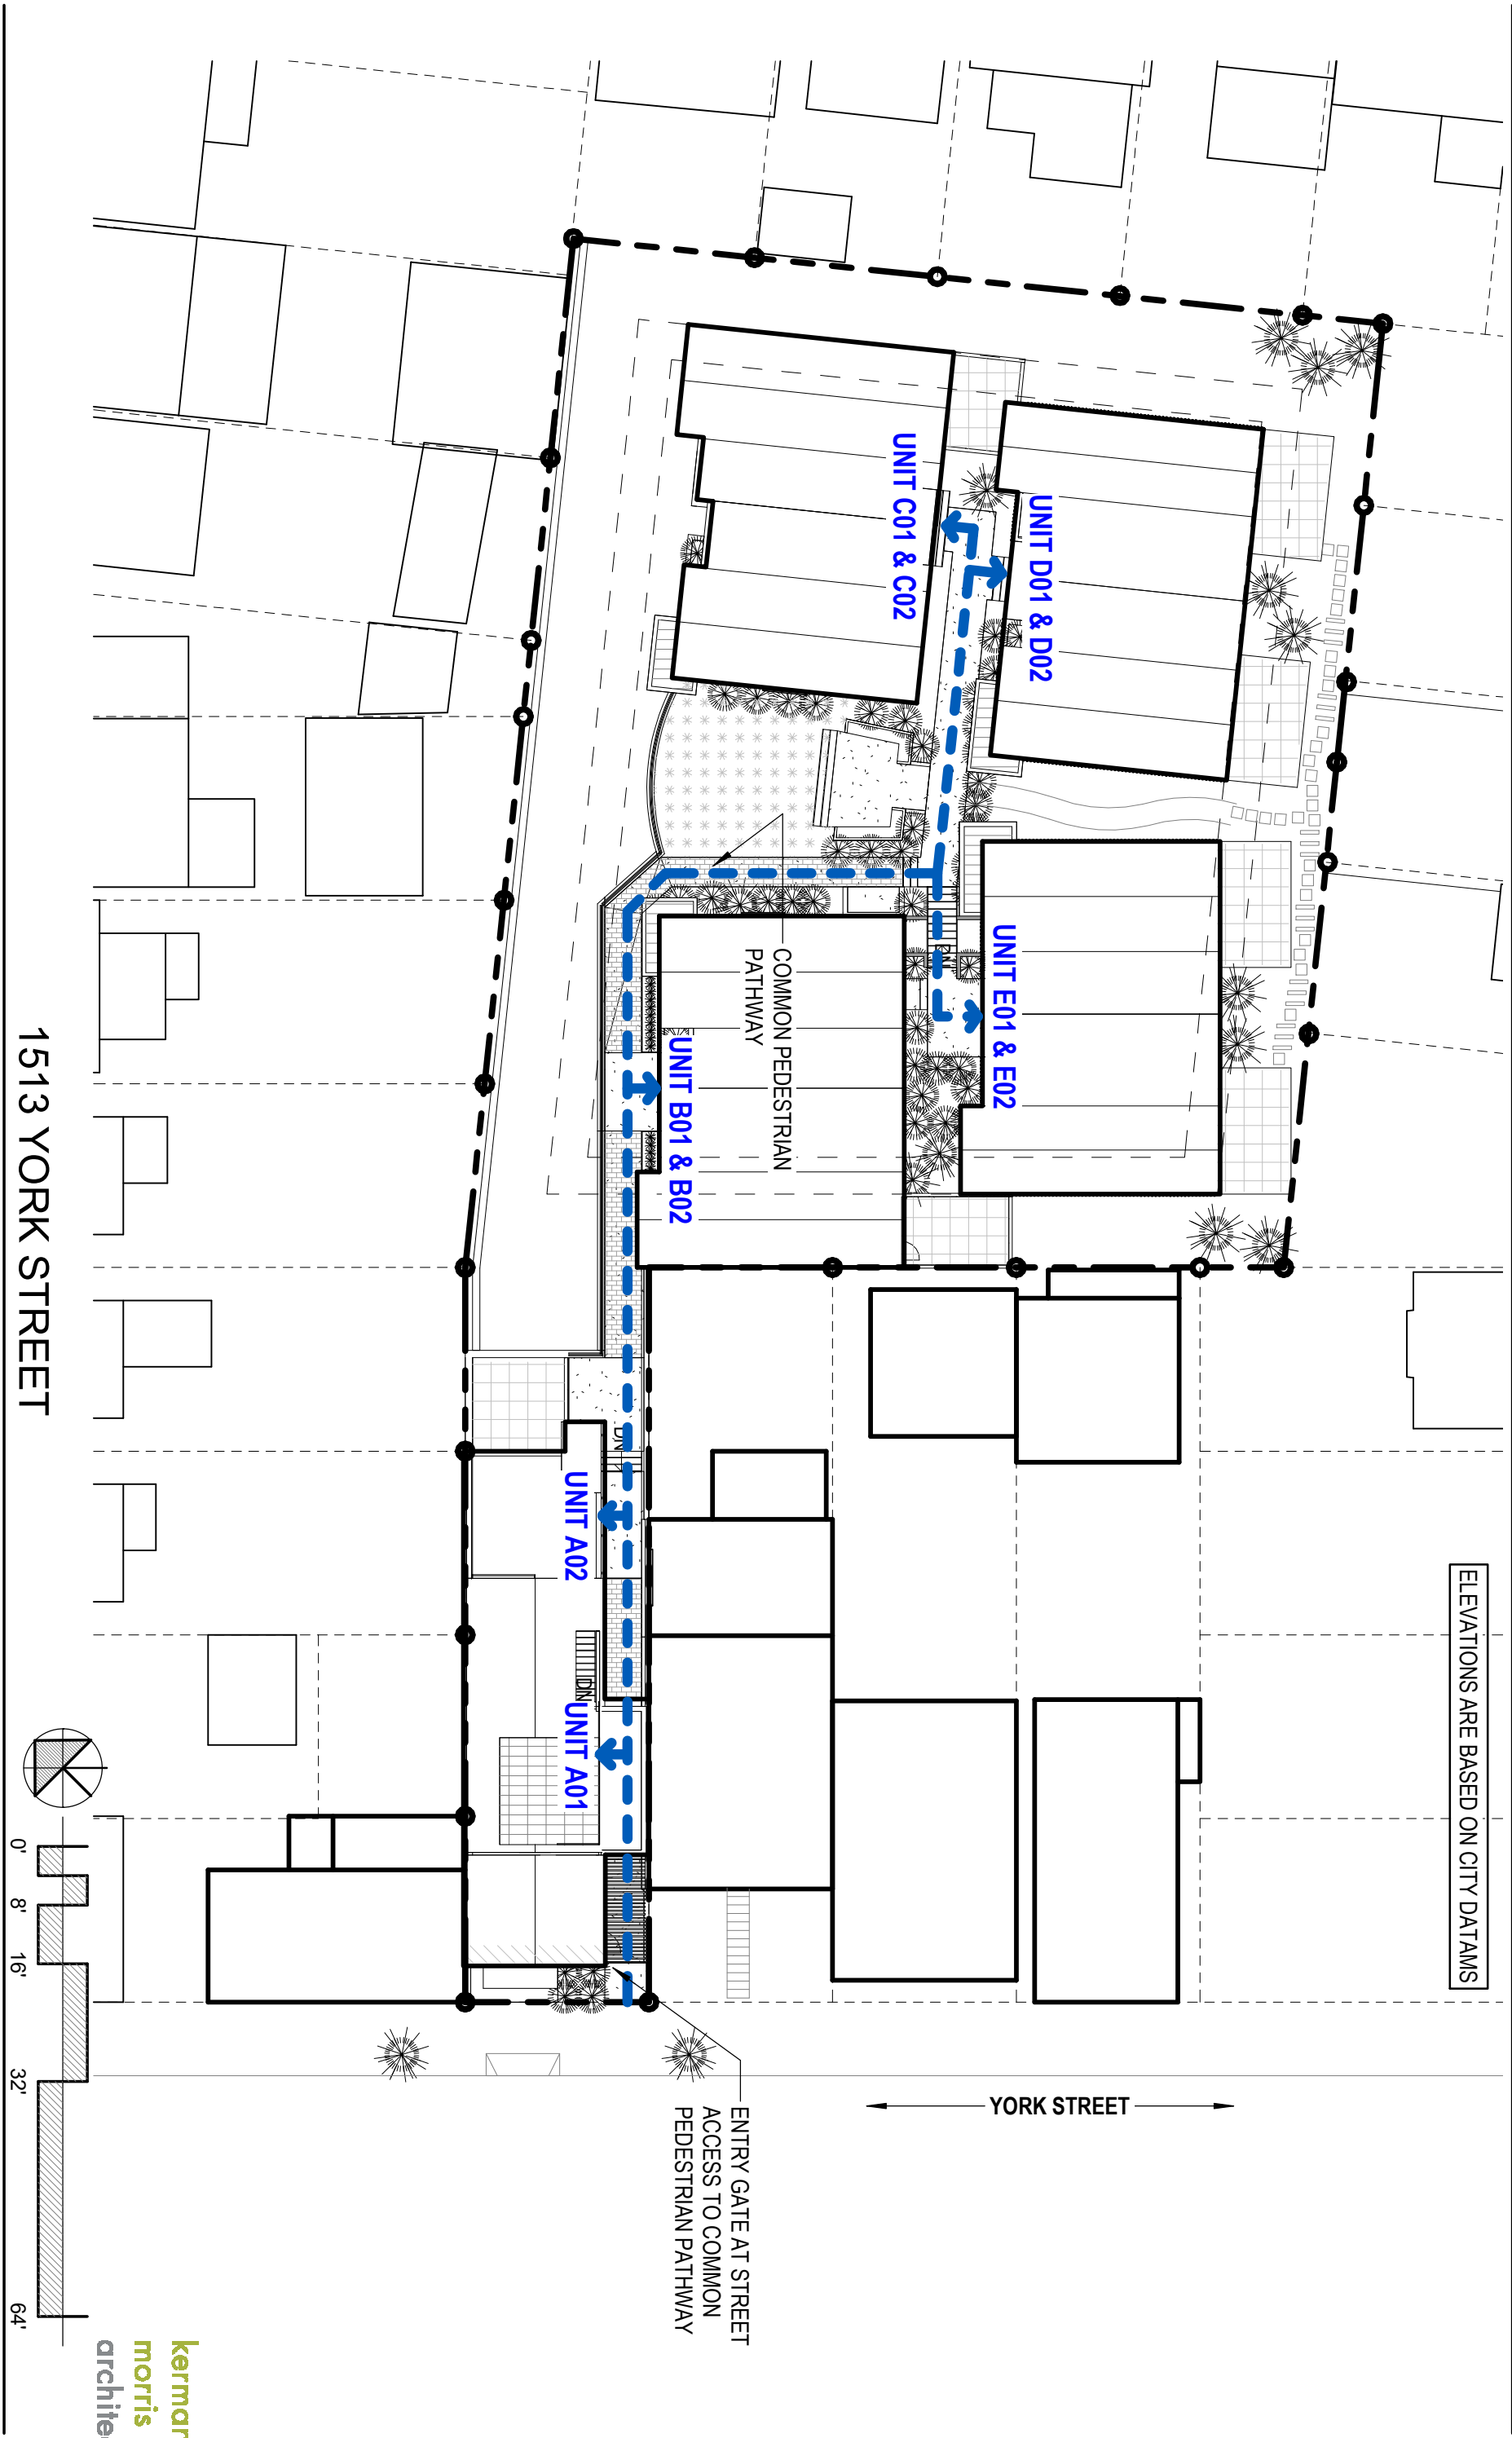 ELEVATIONS ARE BASED ON CITY DATAMS
YORK STREET
ENTRY GATE AT STREET
ACCESS TO COMMON
PEDESTRIAN PATHWAY
UNIT D01 & D02
UNIT C01 & C02
UNIT E01 & E02
DN
COMMON PEDESTRIAN
PATHWAY
UNIT B01 & B02
DN
UNIT A02
DN
UNIT A01
1513 YORK STREET
0'
8'
16'
32'
64'
morris